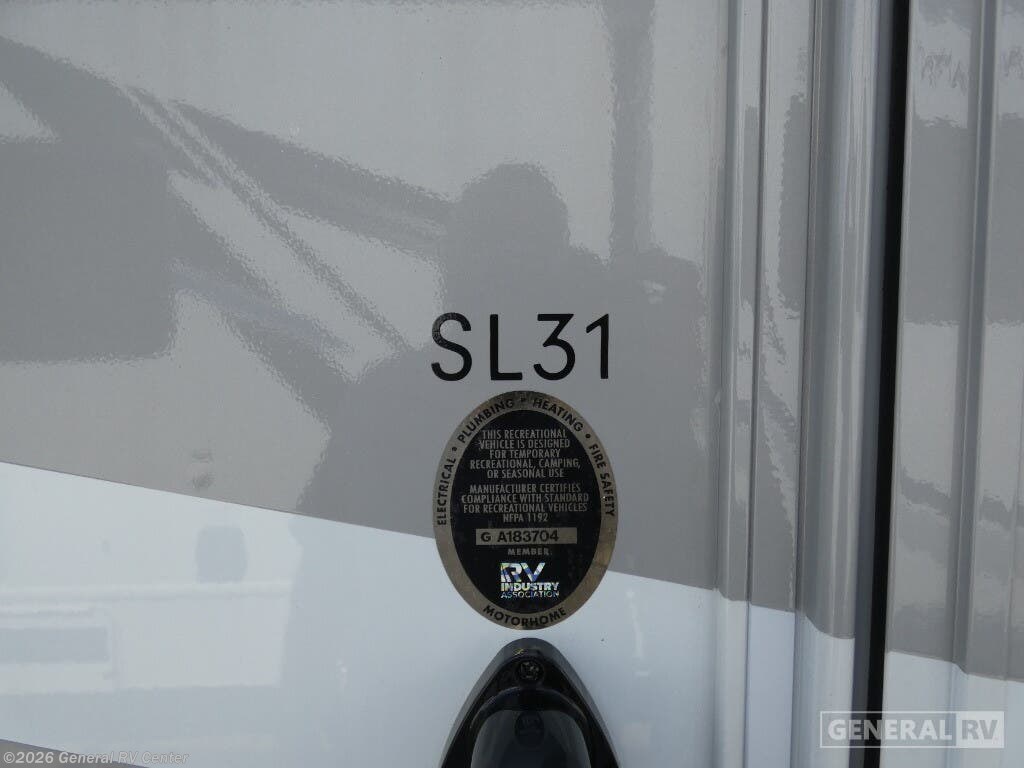 SL31
ELECTRICAL • PLUMBING • HEATING • FIRE SAFETY
THIS RECREATIONAL
VEHICLE IS DESIGNED
FOR TEMPORARY
RECREATIONAL, CAMPING,
OR SEASONAL USE
MANUFACTURER CERTIFIES
COMPLIANCE WITH STANDARD
FOR RECREATIONAL VEHICLES
NFPA 1192
G A183704
MEMBER
RV
INDUSTRY
ASSOCIATION
MOTORHOME
GENERAL RV
©2026 General RV Center